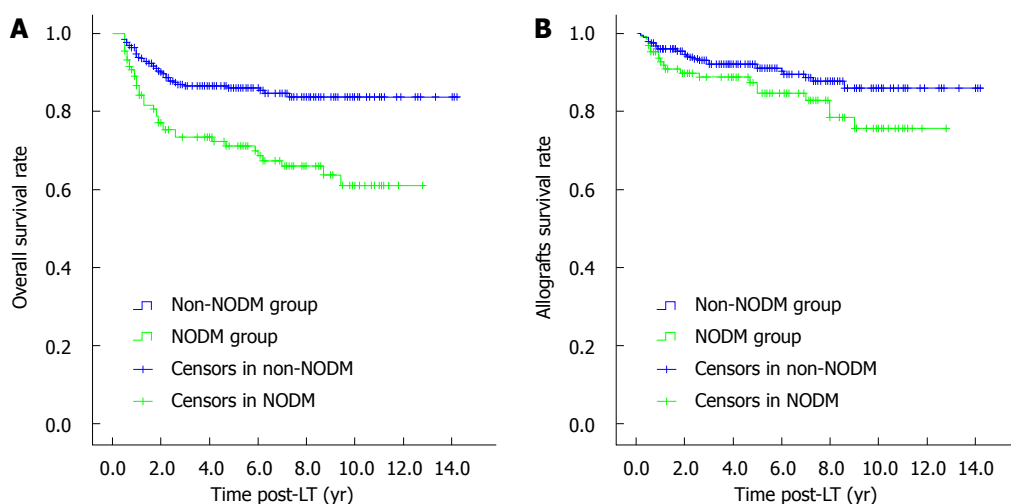 A
Overall survival rate
1.0
0.8
0.6
0.4
0.2
0.0
Non-NODM group
NODM group
Censors in non-NODM
Censors in NODM
0.0 2.0 4.0 6.0 8.0 10.0 12.0 14.0
Time post-LT (yr)
B
Allografts survival rate
1.0
0.8
0.6
0.4
0.2
0.0
Non-NODM group
NODM group
Censors in non-NODM
Censors in NODM
0.0 2.0 4.0 6.0 8.0 10.0 12.0 14.0
Time post-LT (yr)